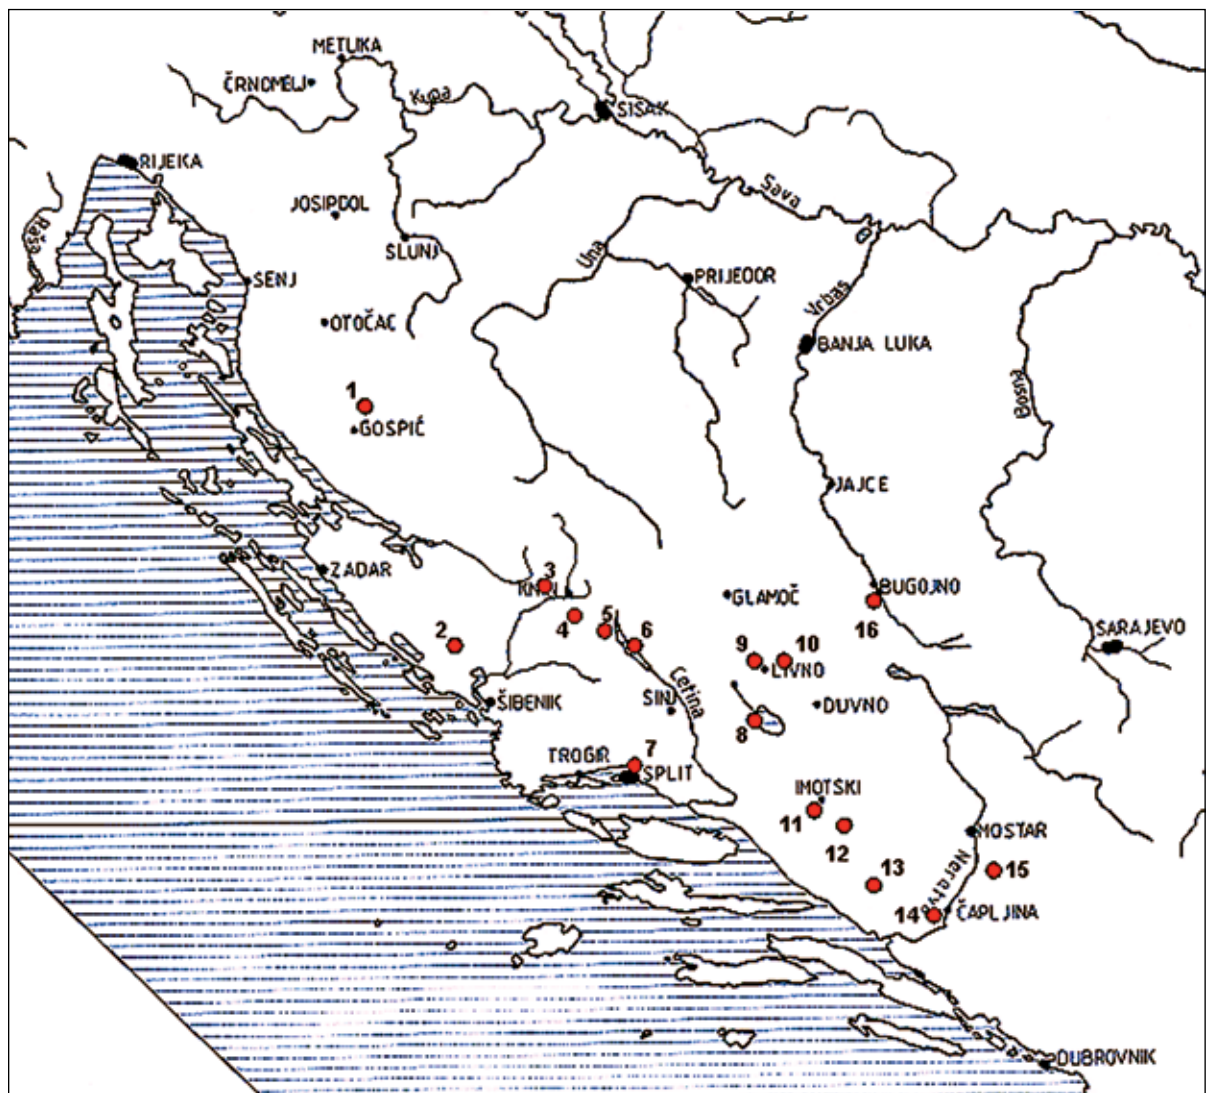 METLIKA
ČRNOMELJ
Kupa
SISAK
RIJEKA
Raša
JOSIPDOL
SLUNJ
Sava
Una
SENJ
PRIJEDOR
Vrbas
OTOČAC
BANJA LUKA
Bosna
1
GOSPIĆ
JAJCE
ZADAR
3
KNIN
GLAMOČ
BUGOJNO
2
4
5
6
16
SARAJEVO
9
10
LIVNO
Cetina
ŠIBENIK
SINJ
DUVNO
8
TROGIR
7
SPLIT
IMOTSKI
11
12
MOSTAR
13
15
Neretva
14
ČAPLJINA
DUBROVNIK